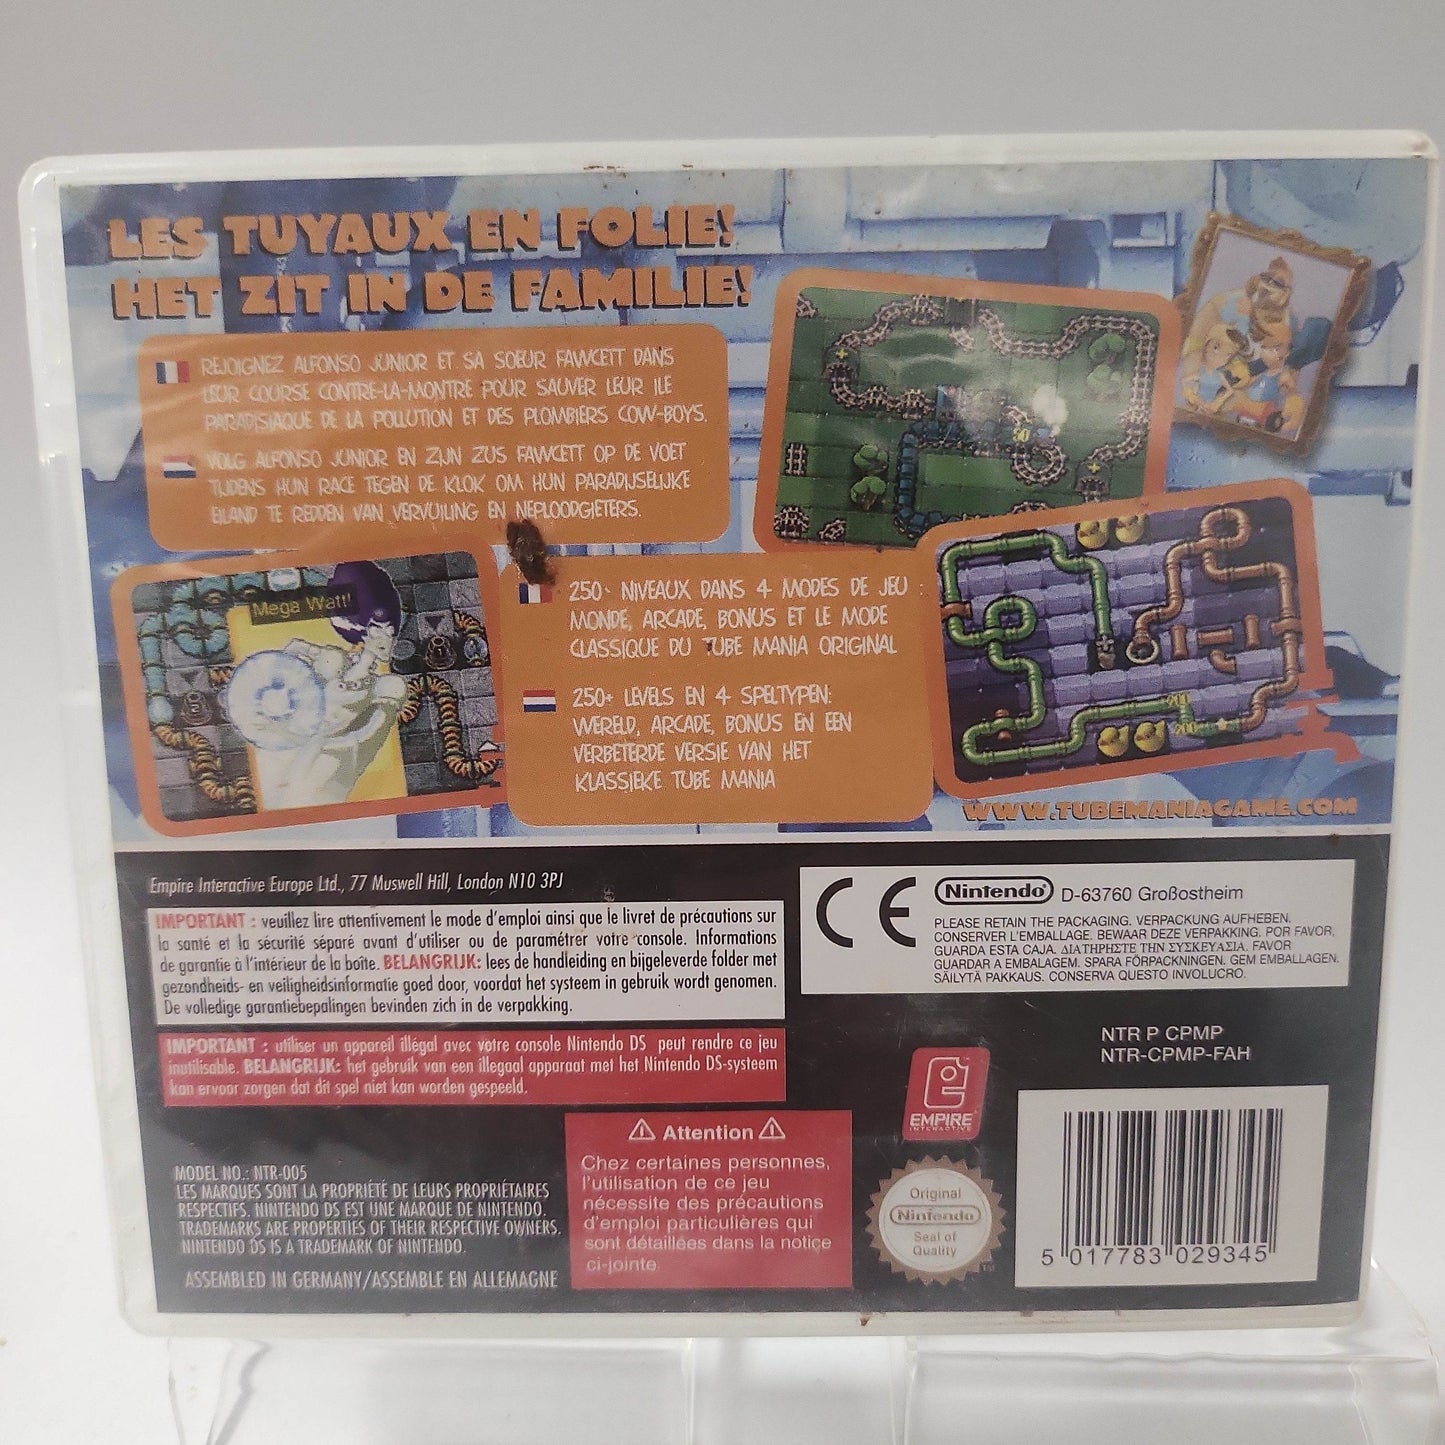 LES TUYAUX EN FOLIE!
HET ZIT IN DE FAMILIE!
REJOIGNEZ ALFONSO JUNIOR ET SA SOEUR FAWCETT DANS
LEUR COURSE CONTRE-LA-MONTRE POUR SAUVER LEUR ILE
PARADISIAQUE DE LA POLLUTION ET DES PLOMBIERS COW-BOYS.
VOLG ALFONSO JUNIOR EN ZIJN ZUS FAWCETT OP DE VOET
TIJDENS HUN RACE TEGEN DE KLOK OM HUN PARADIJSELIJKE
EILAND TE REDDEN VAN VERVUILING EN NEPLOODGIETERS.
Mega Watt!
250+ NIVEAUX DANS 4 MODES DE JEU :
MONDE, ARCADE, BONUS ET LE MODE
CLASSIQUE DU TUBE MANIA ORIGINAL
250+ LEVELS EN 4 SPELTYPEN:
WERELD, ARCADE, BONUS EN EEN
VERBETERDE VERSIE VAN HET
KLASSIEKE TUBE MANIA
50
WWW.TUBEMANIAGAME.COM
Empire Interactive Europe Ltd., 77 Muswell Hill, London N10 3PJ
IMPORTANT : veuillez lire attentivement le mode d'emploi ainsi que le livret de précautions sur
la santé et la sécurité séparé avant d'utiliser ou de paramétrer votre console. Informations
de garantie à l'intérieur de la boîte. BELANGRIJK: lees de handleiding en bijgeleverde folder met
gezondheids- en veiligheidsinformatie goed door, voordat het systeem in gebruik wordt genomen.
De volledige garantiebepalingen bevinden zich in de verpakking.
IMPORTANT : utiliser un appareil illégal avec votre console Nintendo DS peut rendre ce jeu
inutilisable. BELANGRIJK: het gebruik van een illegaal apparaat met het Nintendo DS-systeem
kan ervoor zorgen dat dit spel niet kan worden gespeeld.
CE
Nintendo D-63760 Großostheim
PLEASE RETAIN THE PACKAGING. VERPACKUNG AUFHEBEN.
CONSERVER L'EMBALLAGE. BEWAAR DEZE VERPAKKING. POR FAVOR,
GUARDA ESTA CAJA. ΔΙΑΤΗΡΗΣΤΕ ΤΗΝ ΣΥΣΚΕΥΑΣΙΑ. FAVOR
GUARDAR A EMBALAGEM. SPARA FÖRPACKNINGEN. GEM EMBALLAGEN.
SÄILYTÄ PAKKAUS. CONSERVA QUESTO INVOLUCRO.
NTR P CPMP
NTR-CPMP-FAH
EMPIRE
INTERACTIVE
MODEL NO.: NTR-005
LES MARQUES SONT LA PROPRIÉTÉ DE LEURS PROPRIÉTAIRES
RESPECTIFS. NINTENDO DS EST UNE MARQUE DE NINTENDO.
TRADEMARKS ARE PROPERTIES OF THEIR RESPECTIVE OWNERS.
NINTENDO DS IS A TRADEMARK OF NINTENDO.
ASSEMBLED IN GERMANY/ASSEMBLE EN ALLEMAGNE
⚠ Attention ⚠
Chez certaines personnes,
l'utilisation de ce jeu
nécessite des précautions
d'emploi particulières qui
sont détaillées dans la notice
ci-jointe.
Original
Nintendo
Seal of
Quality
TM
5 017783 029345